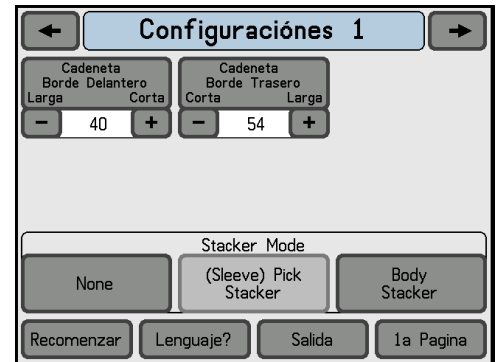 Configuraciónes 1
Cadeneta
Borde Delantero
Larga Corta
- 40 +
Cadeneta
Borde Trasero
Corta Larga
- 54 +
Stacker Mode
None
(Sleeve) Pick
Stacker
Body
Stacker
Recomenzar
Lenguaje?
Salida
1a Pagina